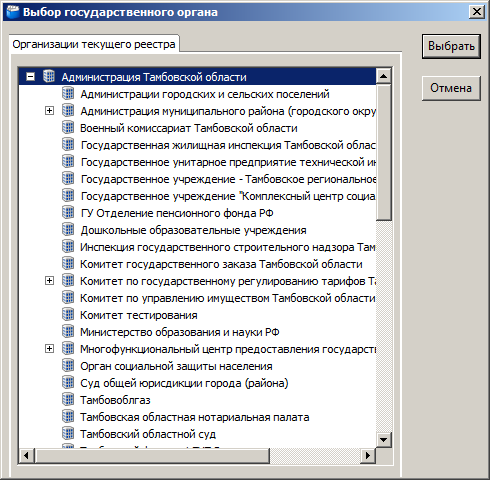 Выбор государственного органа
Организации текущего реестра
Выбрать
Отмена
Администрация Тамбовской области
Администрации городских и сельских поселений
Администрация муниципального района (городского окру
Военный комиссариат Тамбовской области
Государственная жилищная инспекция Тамбовской облас
Государственное унитарное предприятие технической ин
Государственное учреждение - Тамбовское региональное
Государственное учреждение "Комплексный центр социа
ГУ Отделение пенсионного фонда РФ
Дошкольные образовательные учреждения
Инспекция государственного строительного надзора Там
Комитет государственного заказа Тамбовской области
Комитет по государственному регулированию тарифов Та
Комитет по управлению имуществом Тамбовской области
Комитет тестирования
Министерство образования и науки РФ
Многофункциональный центр предоставления государст
Орган социальной защиты населения
Суд общей юрисдикции города (района)
Тамбовоблгаз
Тамбовская областная нотариальная палата
Тамбовский областной суд